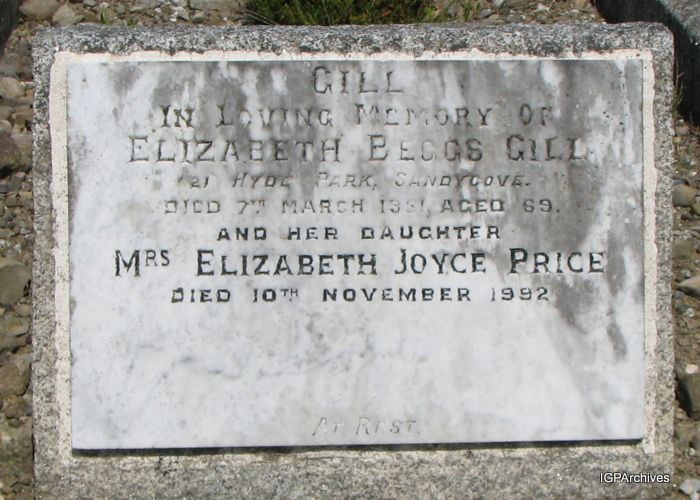 GILL
IN LOVING MEMORY OF
ELIZABETH BEGGS GILL
21 HYDE PARK, SANDYCOVE.
DIED 7TH MARCH AGED 69.
AND HER DAUGHTER
MRS ELIZABETH JOYCE PRICE
DIED 10TH NOVEMBER 1992
AT REST.
IGPArchives